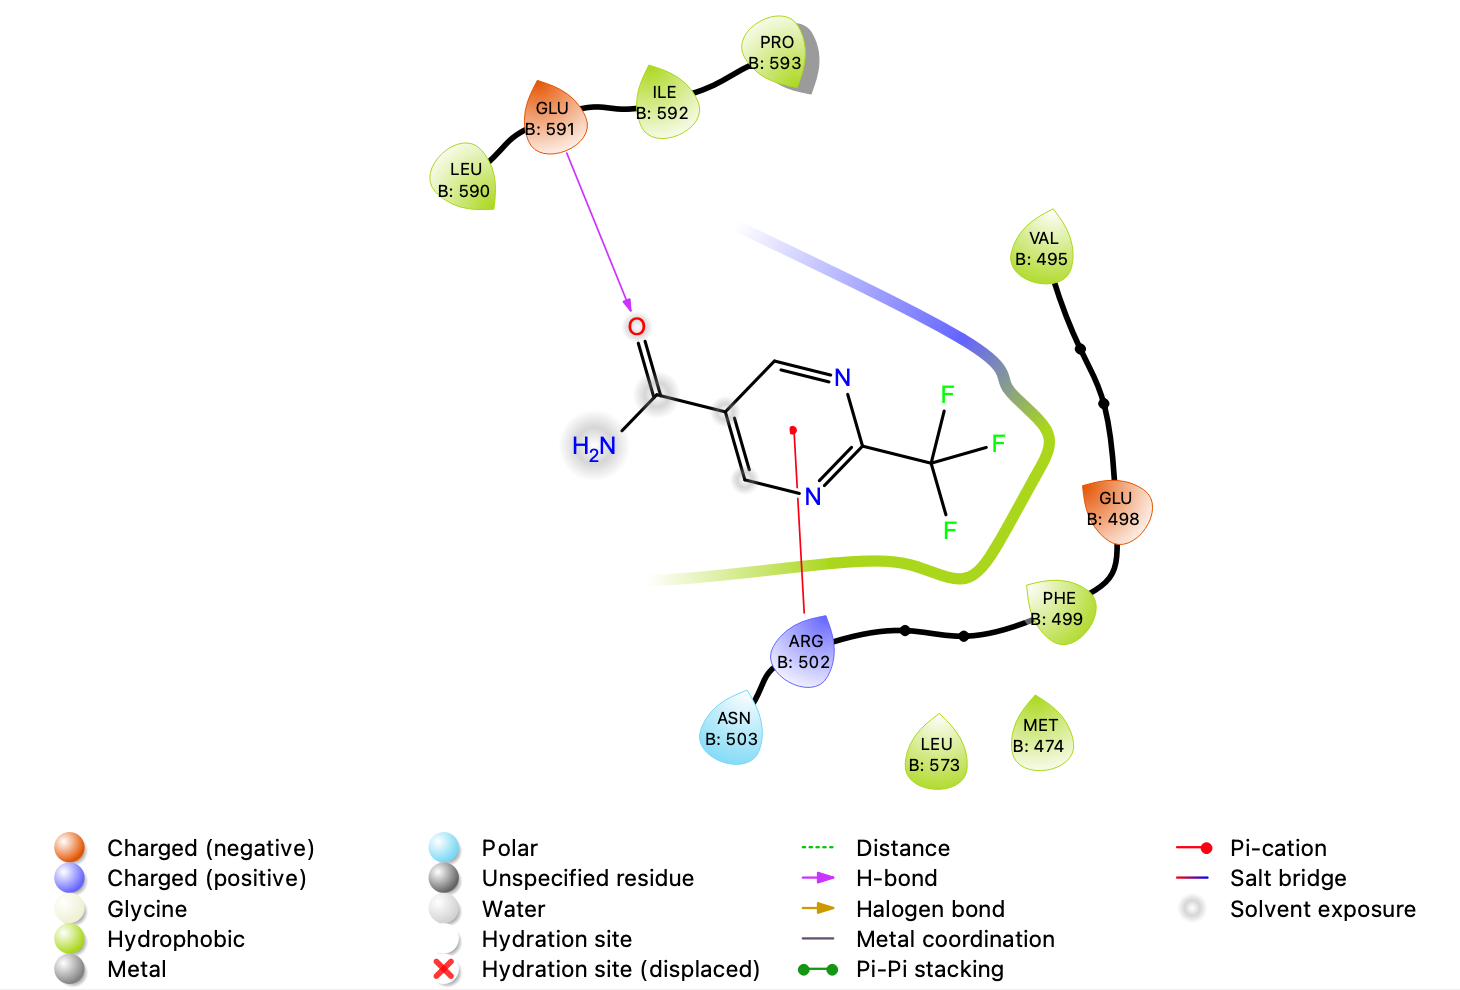 PRO
B: 593
ILE
B: 592
GLU
B: 591
LEU
B: 590
VAL
B: 495
O
N
F
F
H2N
N
F
GLU
B: 498
PHE
B: 499
ARG
B: 502
ASN
B: 503
LEU
B: 573
MET
B: 474
Charged (negative)
Charged (positive)
Glycine
Hydrophobic
Metal
Polar
Unspecified residue
Water
Hydration site
Hydration site (displaced)
Distance
H-bond
Halogen bond
Metal coordination
Pi-Pi stacking
Pi-cation
Salt bridge
Solvent exposure